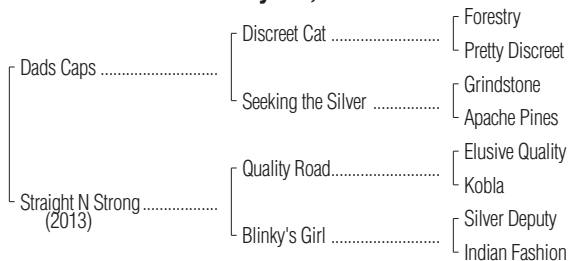 Forestry
Discreet Cat ......................
Pretty Discreet
Dads Caps ........................
Grindstone
Seeking the Silver ..............
Apache Pines
Elusive Quality
Quality Road......................
Kobla
Straight N Strong ...............
(2013)
Silver Deputy
Blinky's Girl ......................
Indian Fashion